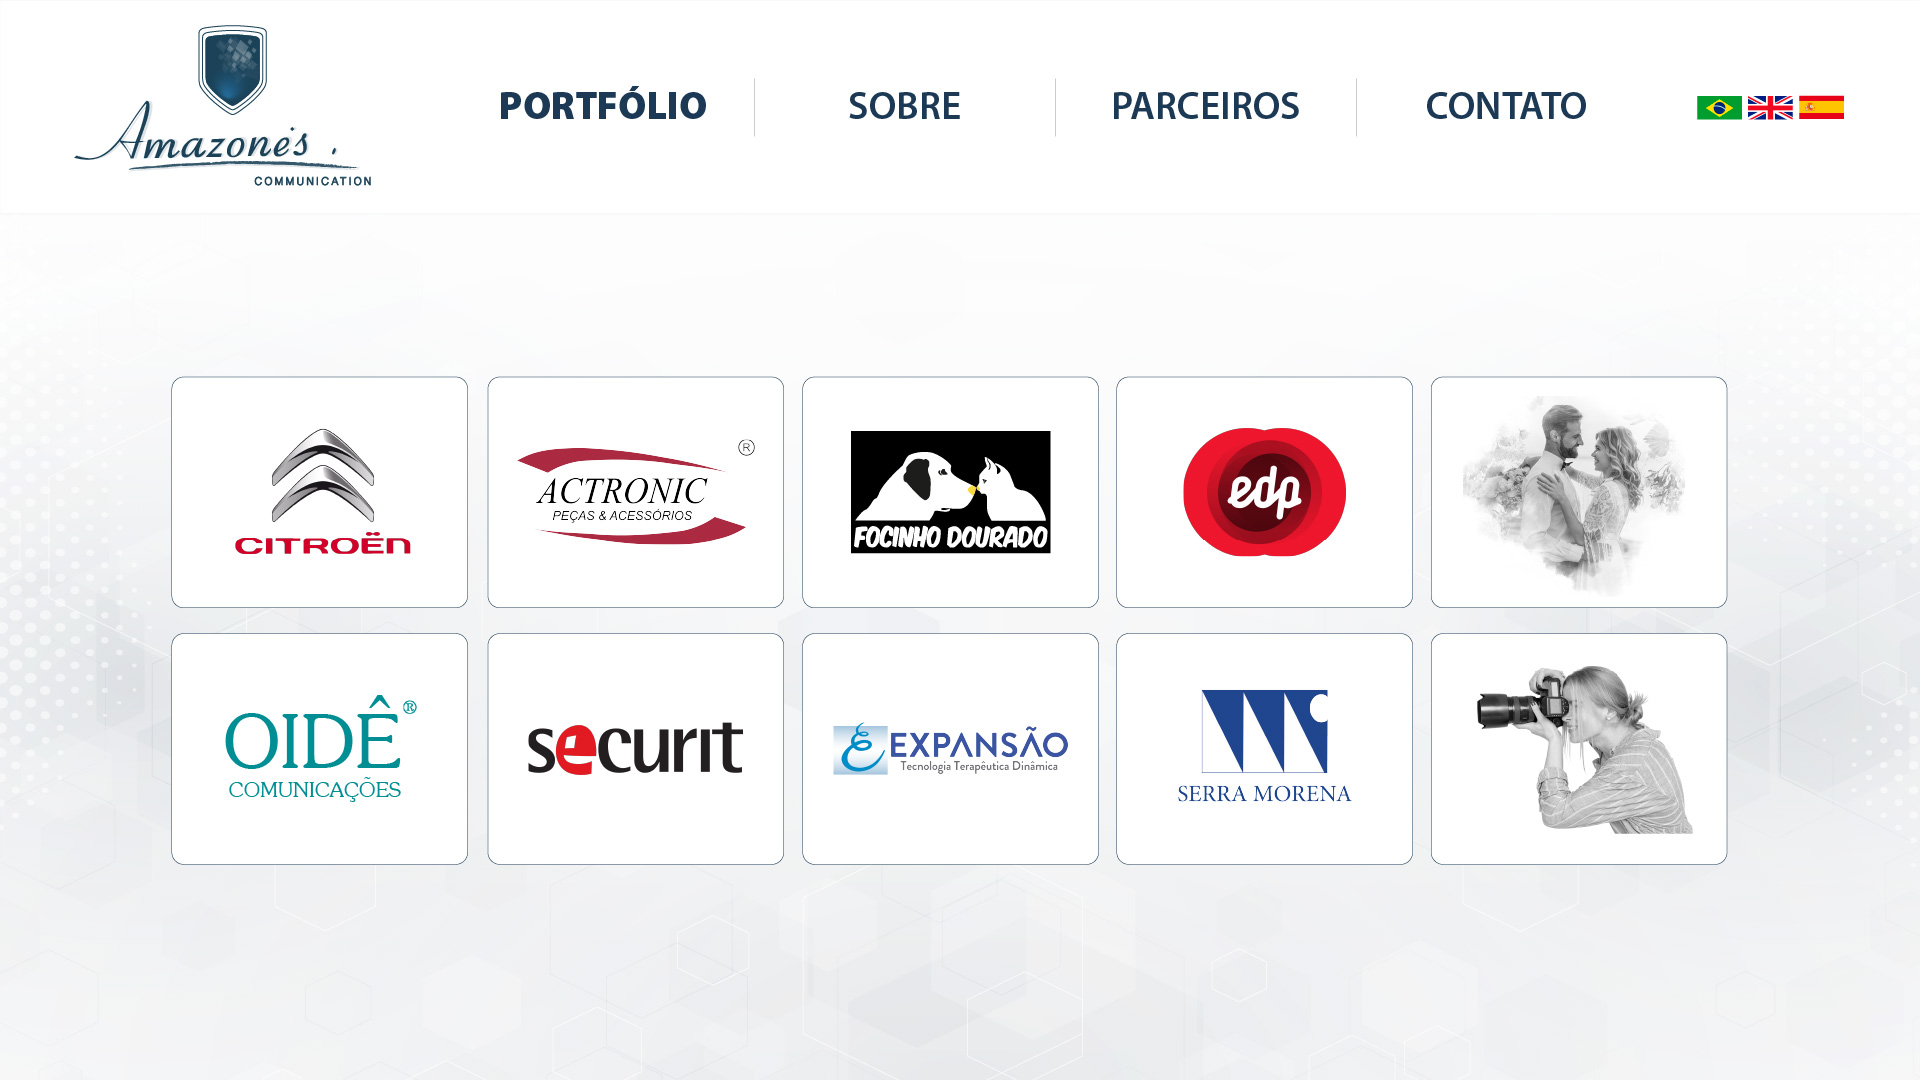 Amazone's
COMMUNICATION
PORTFÓLIO
SOBRE
PARCEIROS
CONTATO
CITROËN
ACTRONIC
®
PEÇAS & ACESSÓRIOS
FOCINHO DOURADO
edp
OIDÊ®
COMUNICAÇÕES
securit
EXPANSÃO
Tecnologia Terapêutica Dinâmica
SERRA MORENA